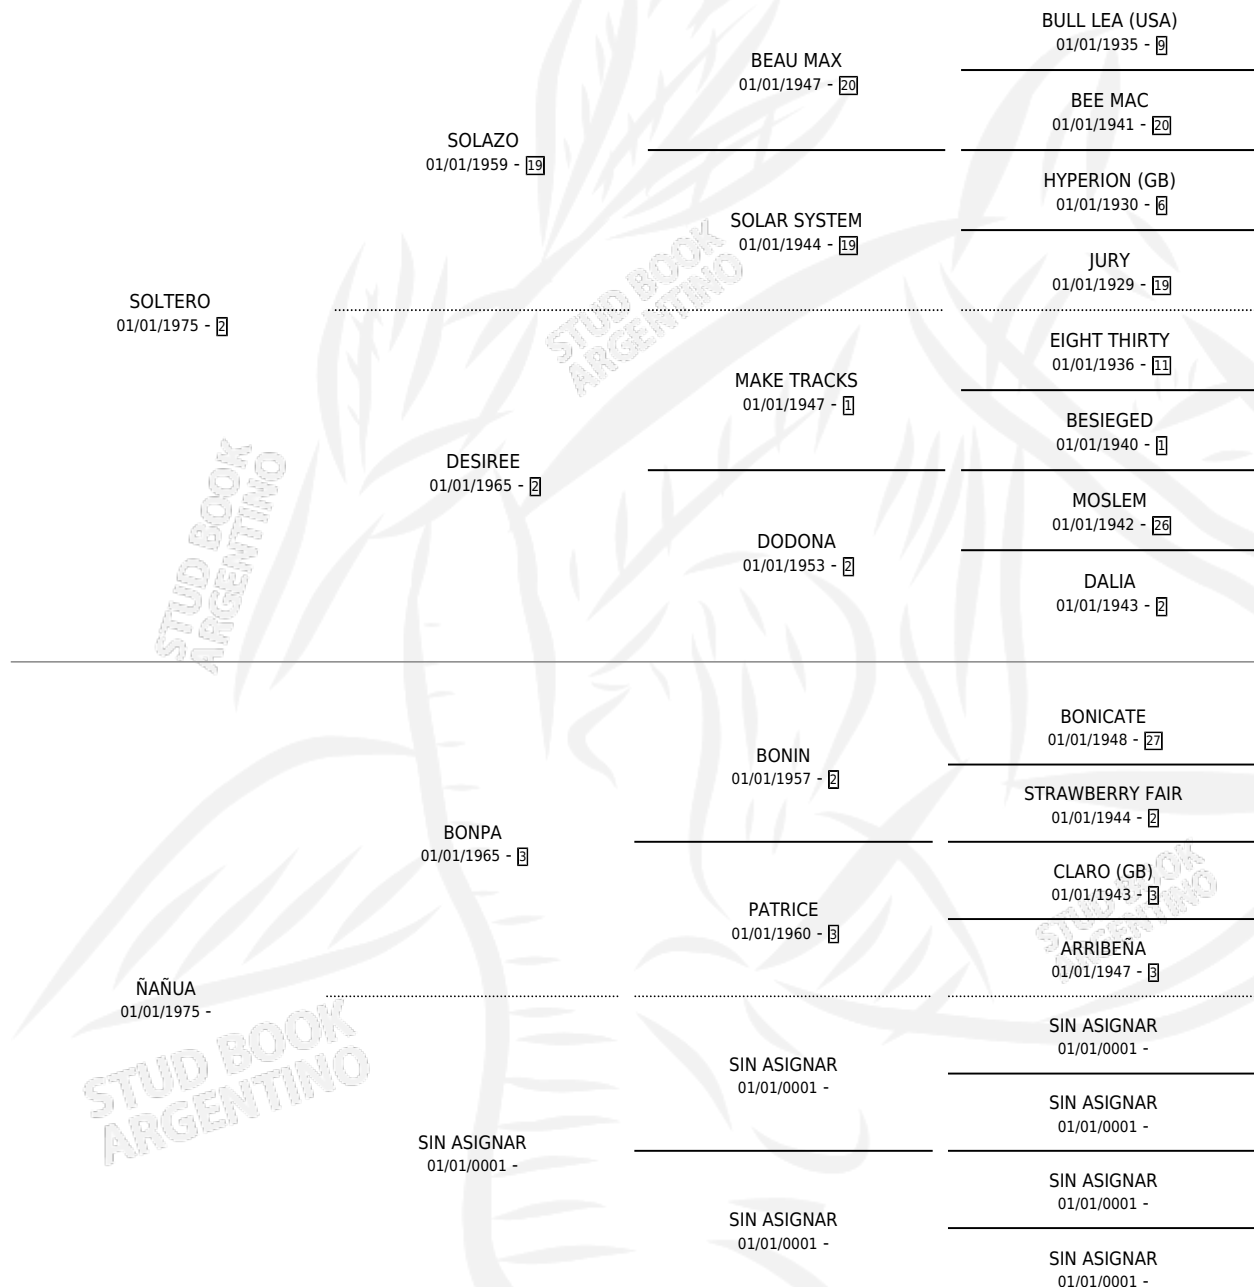 BULL LEA (USA)
01/01/1935 - 9
BEAU MAX
01/01/1947 - 20
BEE MAC
01/01/1941 - 20
SOLAZO
01/01/1959 - 19
HYPERION (GB)
01/01/1930 - 6
SOLAR SYSTEM
01/01/1944 - 19
JURY
01/01/1929 - 19
SOLTERO
01/01/1975 - 2
EIGHT THIRTY
01/01/1936 - 11
MAKE TRACKS
01/01/1947 - 1
BESIEGED
01/01/1940 - 1
DESIREE
01/01/1965 - 2
MOSLEM
01/01/1942 - 26
DODONA
01/01/1953 - 2
DALIA
01/01/1943 - 2
BONICATE
01/01/1948 - 27
BONIN
01/01/1957 - 2
STRAWBERRY FAIR
01/01/1944 - 2
BONPA
01/01/1965 - 3
CLARO (GB)
01/01/1943 - 3
PATRICE
01/01/1960 - 3
ARRIBEÑA
01/01/1947 - 3
ÑAÑUA
01/01/1975 -
SIN ASIGNAR
01/01/0001 -
SIN ASIGNAR
01/01/0001 -
SIN ASIGNAR
01/01/0001 -
SIN ASIGNAR
01/01/0001 -
SIN ASIGNAR
01/01/0001 -
SIN ASIGNAR
01/01/0001 -
SIN ASIGNAR
01/01/0001 -
STUD BOOK
ARGENTINO
STUD BOOK
ARGENTINO
STUD BOOK
ARGENTINO
STUD BOOK
ARGENTINO